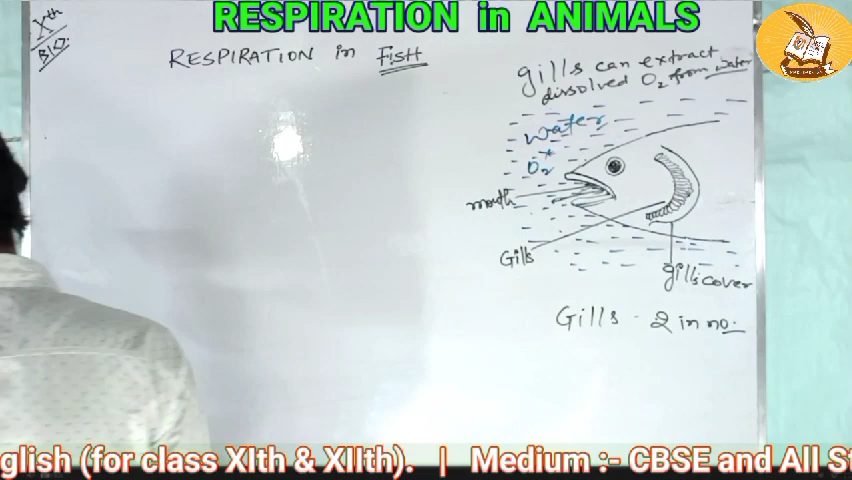 RESPIRATION in ANIMALS
Xth
BIO.
RESPIRATION in FISH
gills can extract
dissolved O2 from water
water
+
O2
mouth
Gills
gills cover
Gills - 2 in no.
glish (for class XIth & XIIth). | Medium :- CBSE and All St